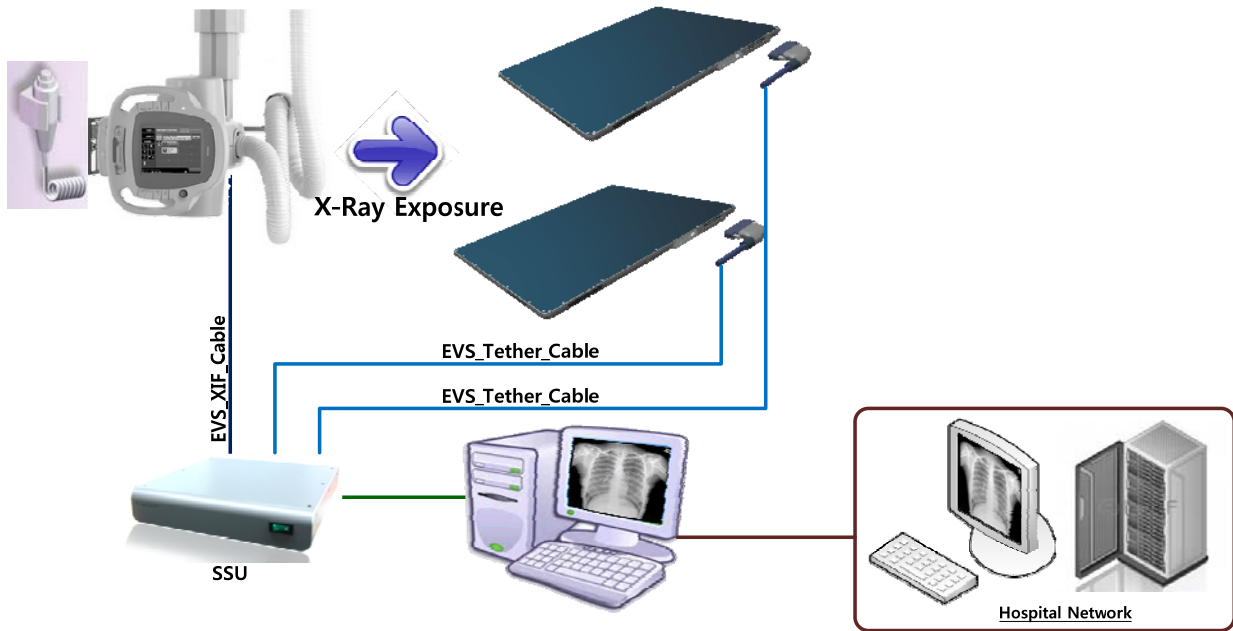 X-Ray Exposure
EVS_XIF_Cable
EVS_Tether_Cable
EVS_Tether_Cable
SSU
Hospital Network